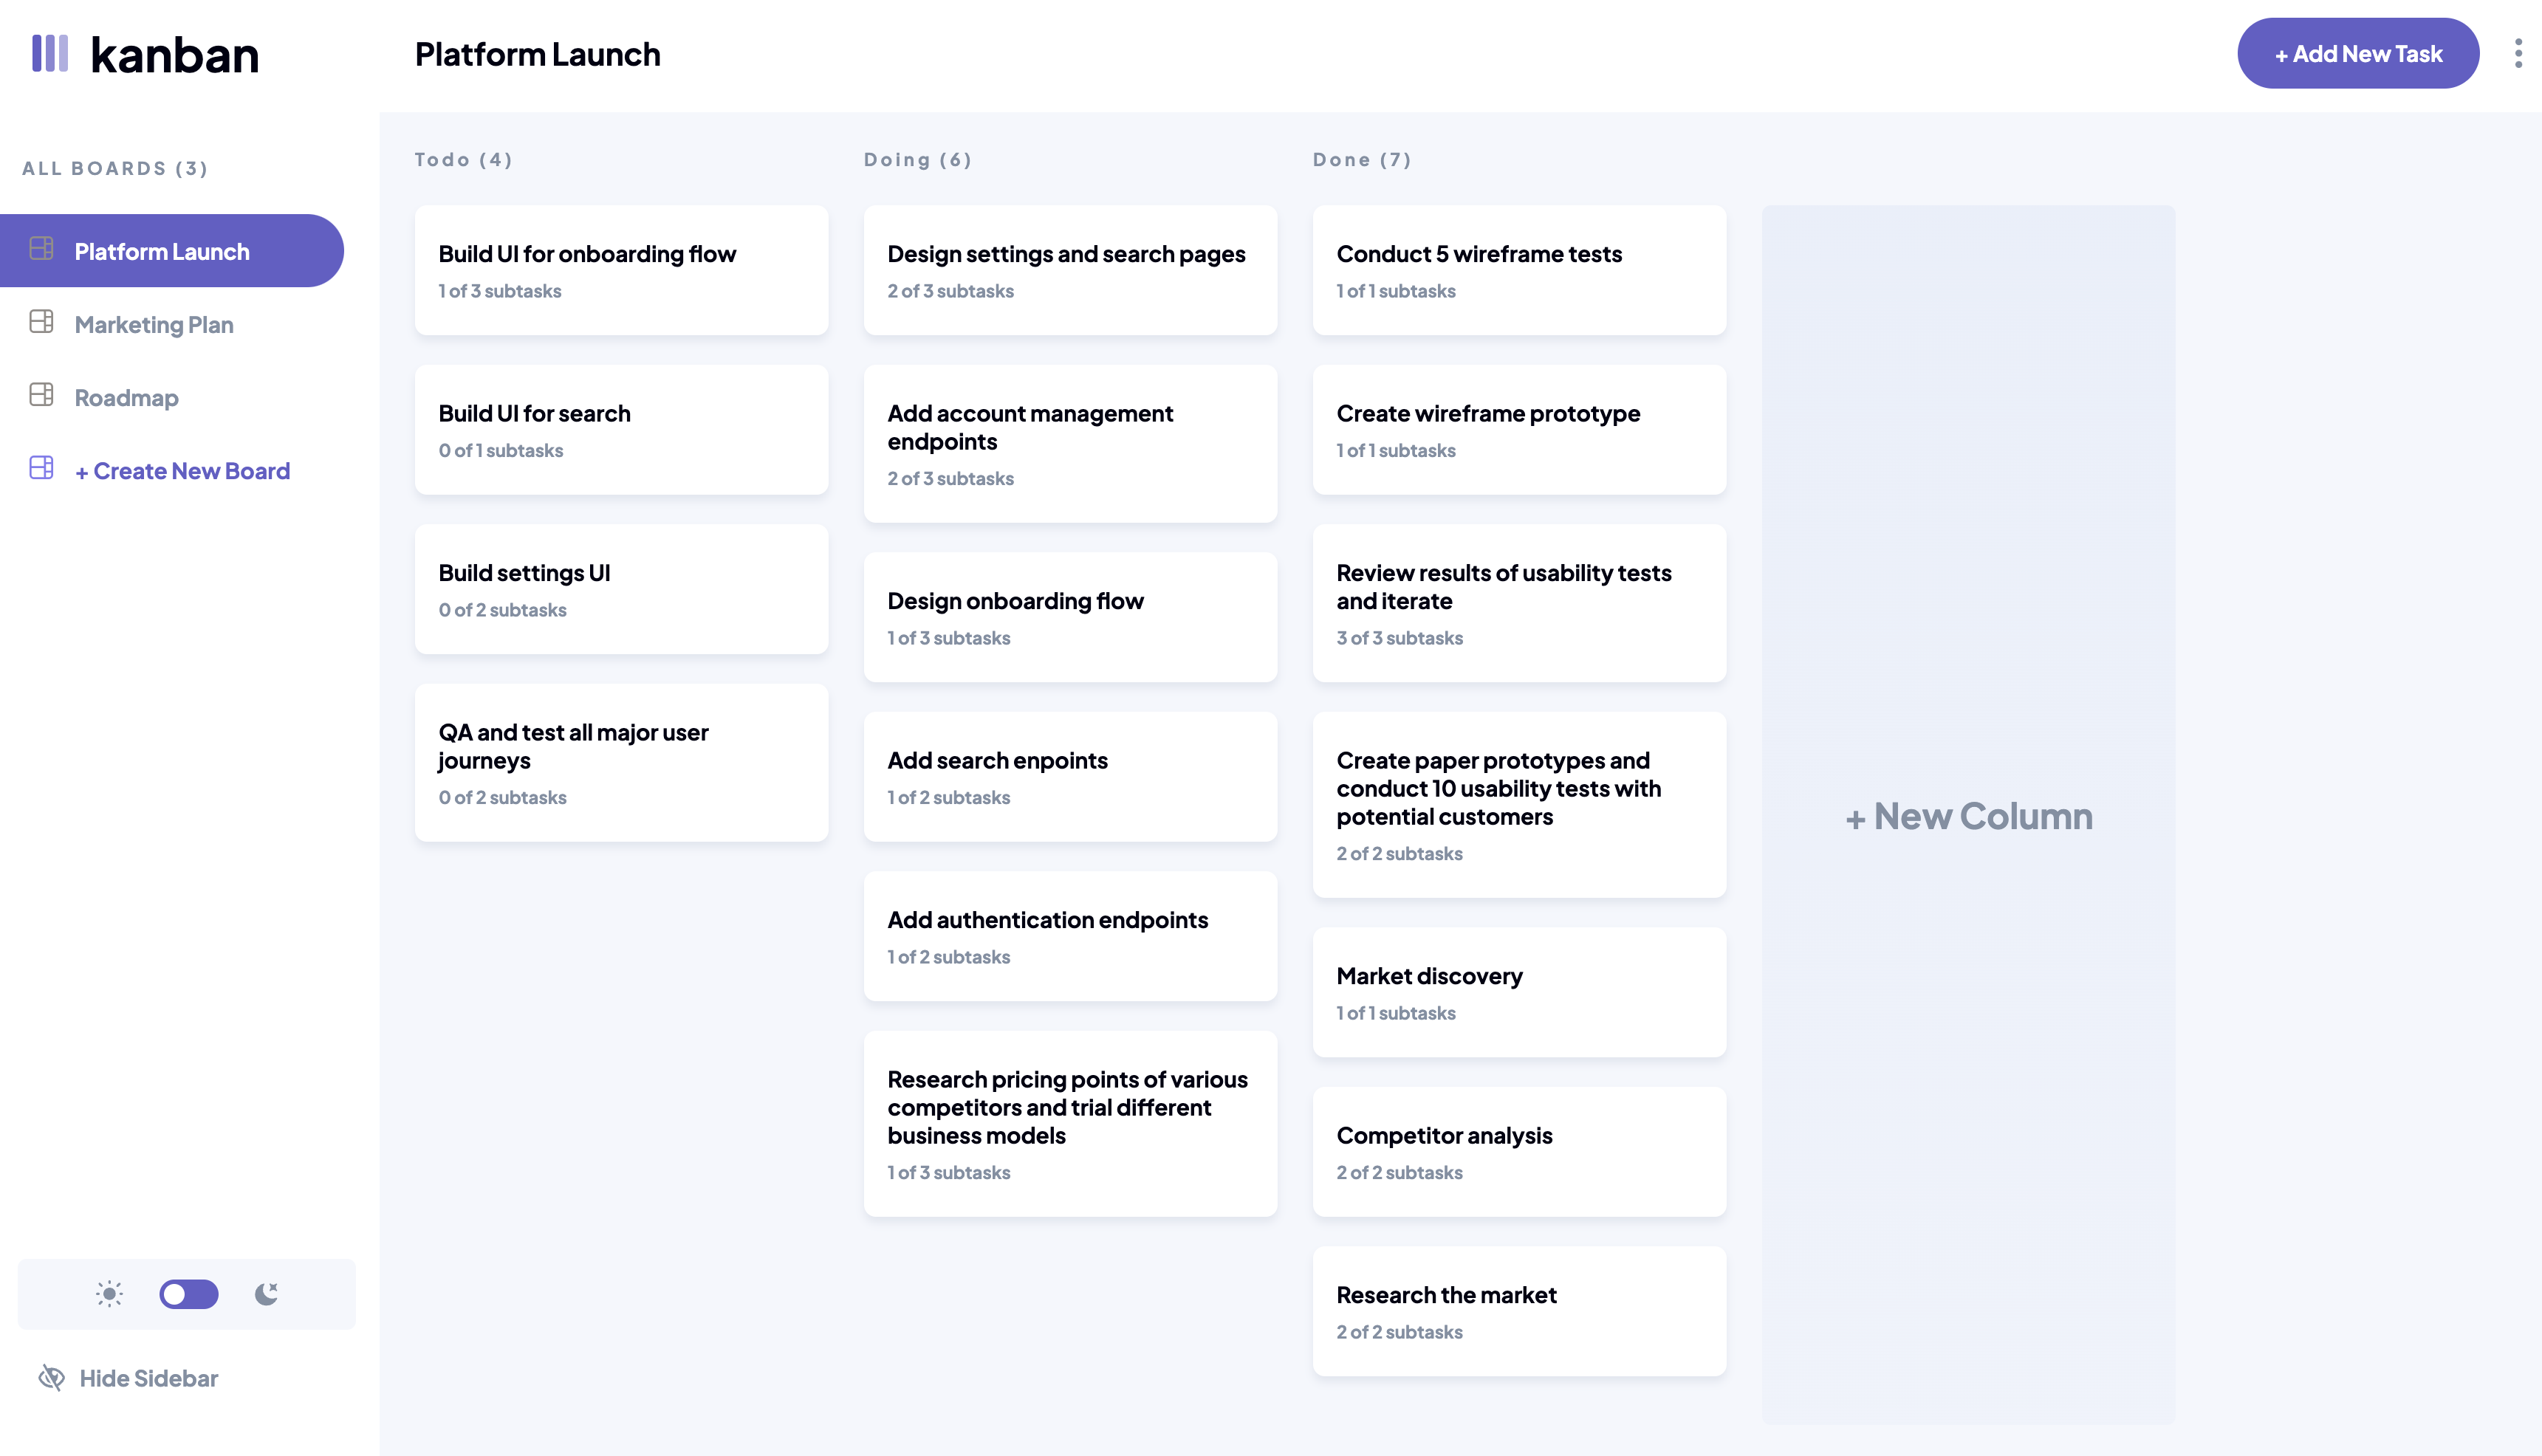 kanban
Platform Launch
+ Add New Task
ALL BOARDS (3)
Platform Launch
Marketing Plan
Roadmap
+ Create New Board
Hide Sidebar
Todo (4)
Build UI for onboarding flow
1 of 3 subtasks
Build UI for search
0 of 1 subtasks
Build settings UI
0 of 2 subtasks
QA and test all major user
journeys
0 of 2 subtasks
Doing (6)
Design settings and search pages
2 of 3 subtasks
Add account management
endpoints
2 of 3 subtasks
Design onboarding flow
1 of 3 subtasks
Add search enpoints
1 of 2 subtasks
Add authentication endpoints
1 of 2 subtasks
Research pricing points of various
competitors and trial different
business models
1 of 3 subtasks
Done (7)
Conduct 5 wireframe tests
1 of 1 subtasks
Create wireframe prototype
1 of 1 subtasks
Review results of usability tests
and iterate
3 of 3 subtasks
Create paper prototypes and
conduct 10 usability tests with
potential customers
2 of 2 subtasks
Market discovery
1 of 1 subtasks
Competitor analysis
2 of 2 subtasks
Research the market
2 of 2 subtasks
+ New Column